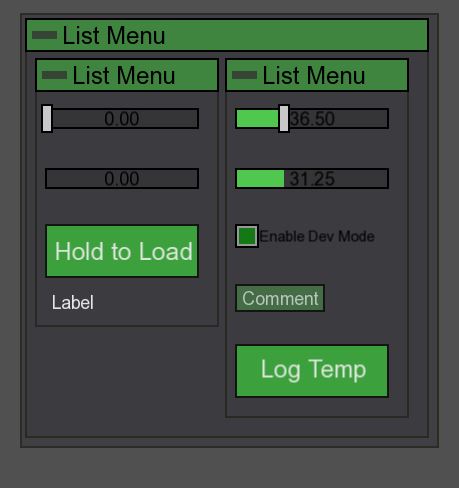 List Menu
List Menu
0.00
0.00
Hold to Load
Label
List Menu
36.50
31.25
Enable Dev Mode
Comment
Log Temp